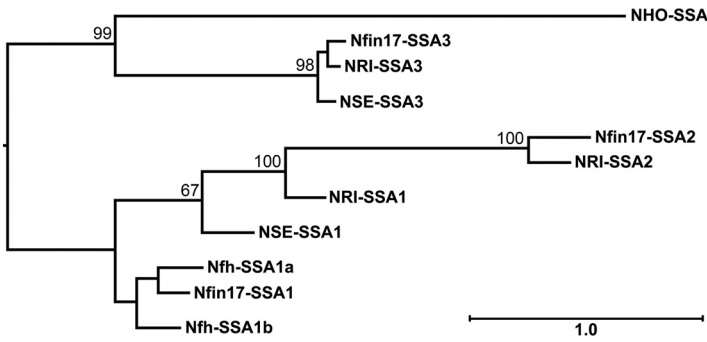 99
NHO-SSA
Nfin17-SSA3
98
NRI-SSA3
NSE-SSA3
100
Nfin17-SSA2
NRI-SSA2
100
67
NRI-SSA1
NSE-SSA1
Nfh-SSA1a
Nfin17-SSA1
Nfh-SSA1b
1.0